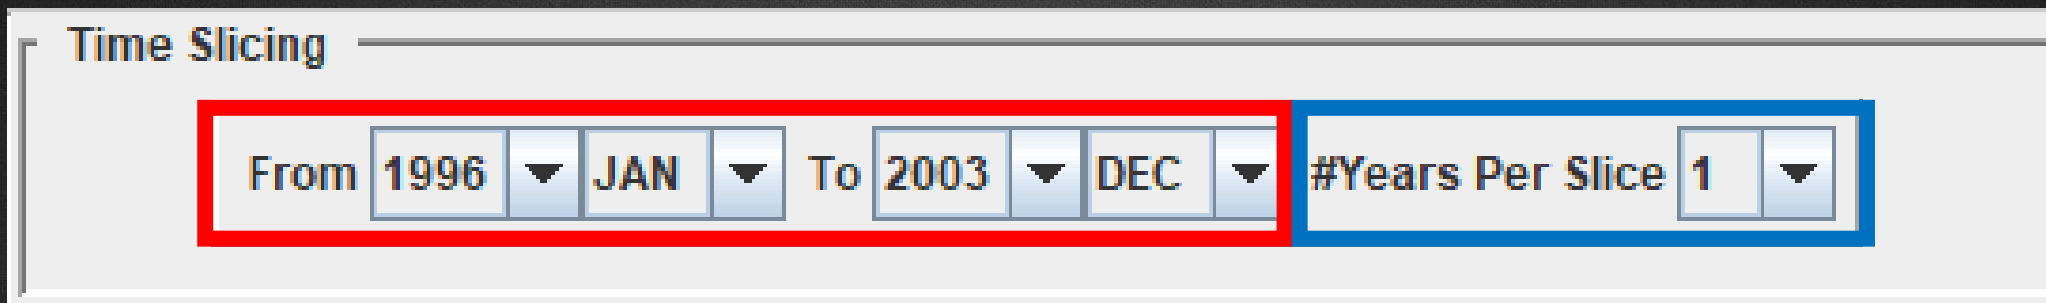 Time Slicing
From 1996 JAN To 2003 DEC #Years Per Slice 1